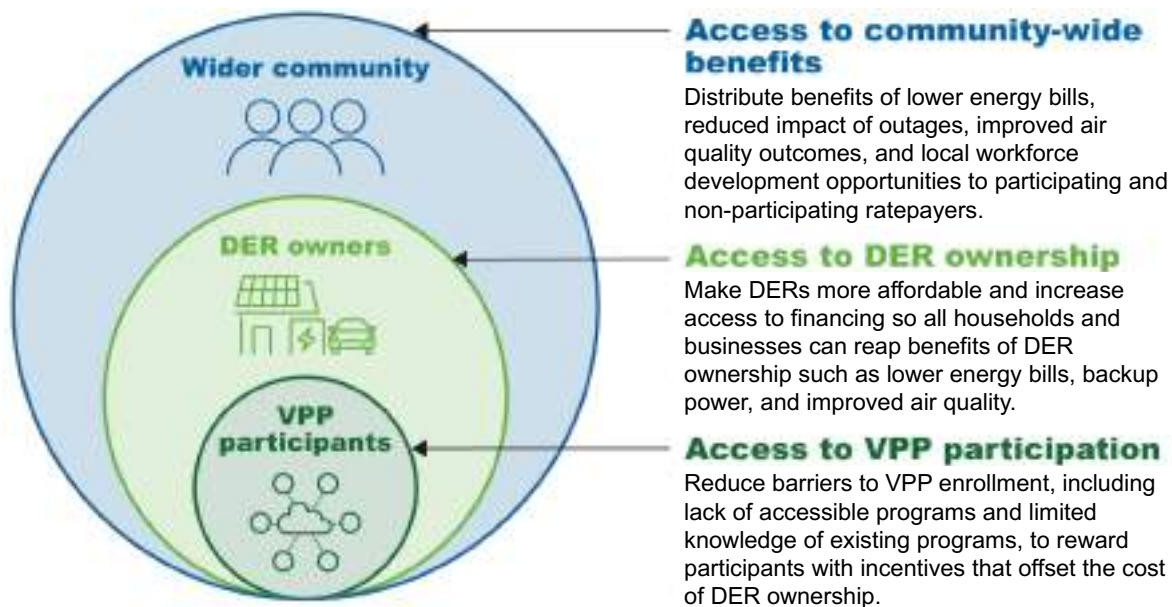 Wider community
DER owners
VPP
participants
Access to community-wide
benefits
Distribute benefits of lower energy bills,
reduced impact of outages, improved air
quality outcomes, and local workforce
development opportunities to participating and
non-participating ratepayers.
Access to DER ownership
Make DERs more affordable and increase
access to financing so all households and
businesses can reap benefits of DER
ownership such as lower energy bills, backup
power, and improved air quality.
Access to VPP participation
Reduce barriers to VPP enrollment, including
lack of accessible programs and limited
knowledge of existing programs, to reward
participants with incentives that offset the cost
of DER ownership.